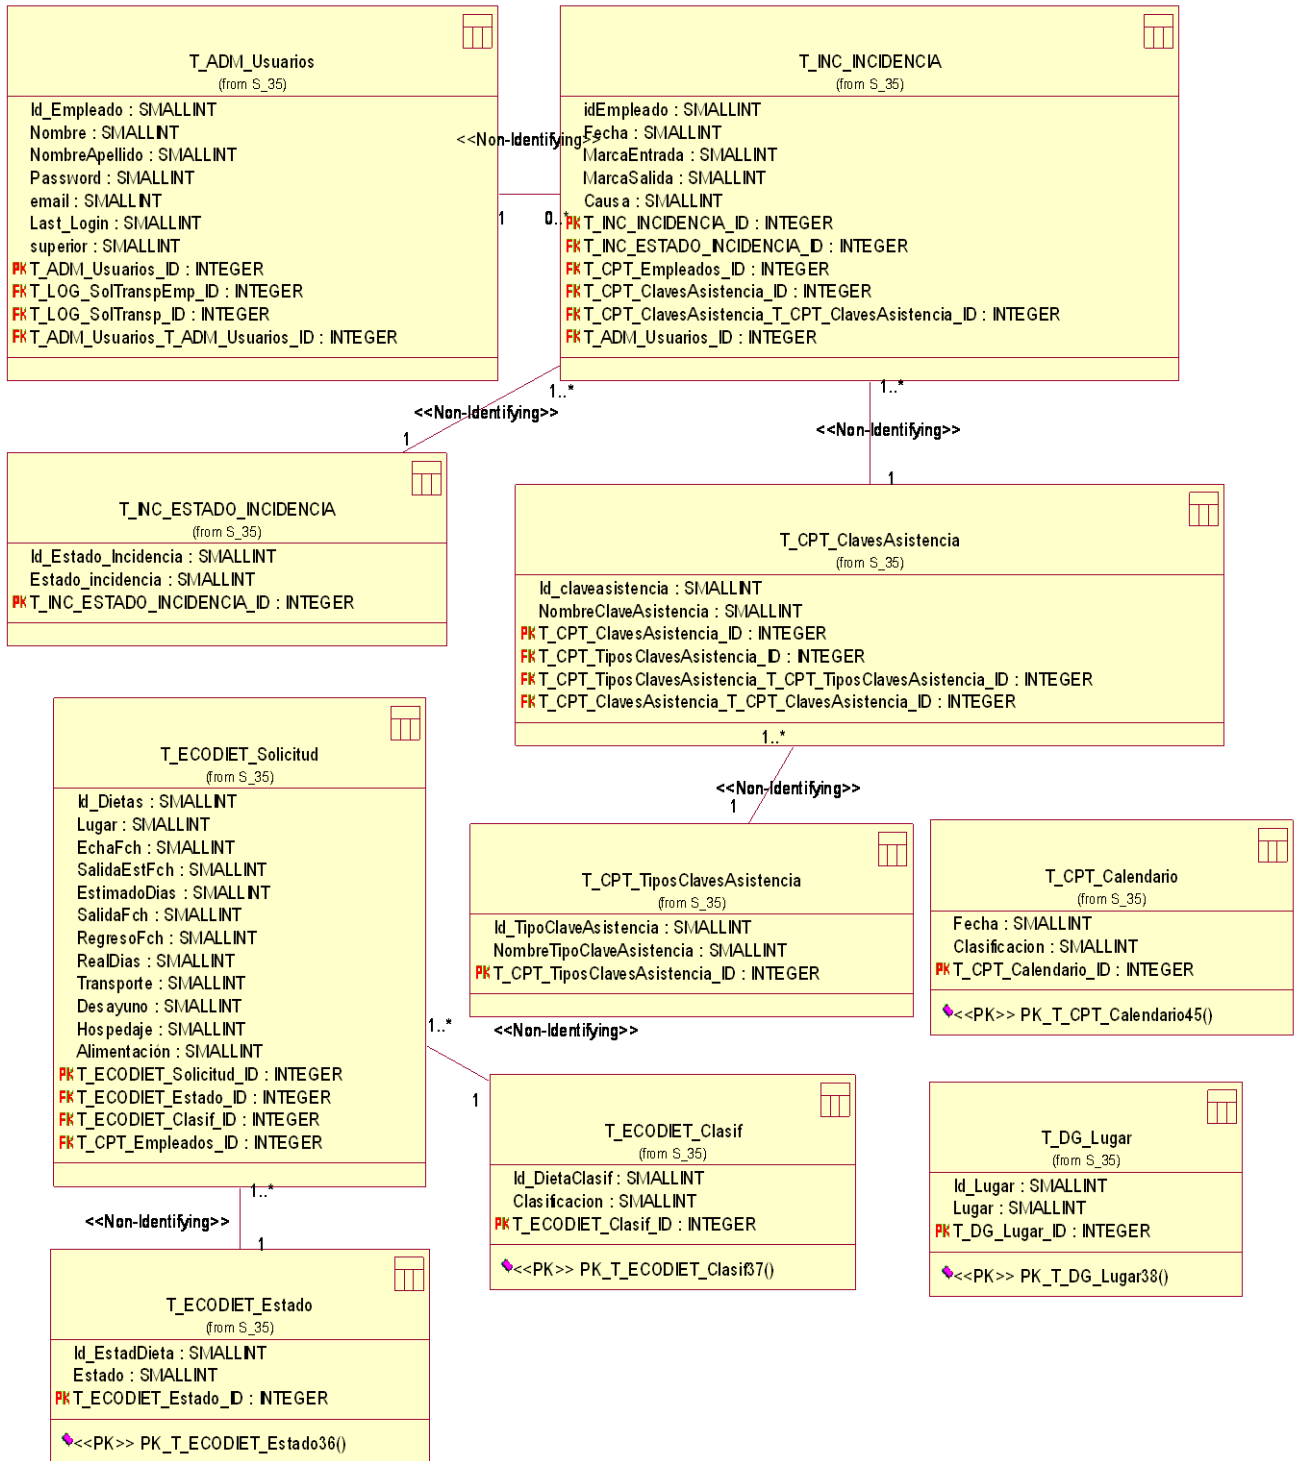 T_ADM_Usuarios
(from S_35)
Id_Empleado : SMALLINT
Nombre : SMALLINT
NombreApellido : SMALLINT
Password : SMALLINT
email : SMALLINT
Last_Login : SMALLINT
superior : SMALLINT
PK T_ADM_Usuarios_ID : INTEGER
FK T_LOG_SolTranspEmp_ID : INTEGER
FK T_LOG_SolTransp_ID : INTEGER
FK T_ADM_Usuarios_T_ADM_Usuarios_ID : INTEGER
<<Non-Identifying>>
1
0..*
T_INC_INCIDENCIA
(from S_35)
idEmpleado : SMALLINT
Fecha : SMALLINT
MarcaEntrada : SMALLINT
MarcaSalida : SMALLINT
Causa : SMALLINT
PK T_INC_INCIDENCIA_ID : INTEGER
FK T_INC_ESTADO_INCIDENCIA_ID : INTEGER
FK T_CPT_Empleados_ID : INTEGER
FK T_CPT_ClavesAsistencia_ID : INTEGER
FK T_CPT_ClavesAsistencia_T_CPT_ClavesAsistencia_ID : INTEGER
FK T_ADM_Usuarios_ID : INTEGER
1..*
<<Non-Identifying>>
1
1..*
<<Non-Identifying>>
1
T_INC_ESTADO_INCIDENCIA
(from S_35)
Id_Estado_Incidencia : SMALLINT
Estado_incidencia : SMALLINT
PK T_INC_ESTADO_INCIDENCIA_ID : INTEGER
T_CPT_ClavesAsistencia
(from S_35)
Id_claveasistencia : SMALLINT
NombreClaveAsistencia : SMALLINT
PK T_CPT_ClavesAsistencia_ID : INTEGER
FK T_CPT_TiposClavesAsistencia_ID : INTEGER
FK T_CPT_TiposClavesAsistencia_T_CPT_TiposClavesAsistencia_ID : INTEGER
FK T_CPT_ClavesAsistencia_T_CPT_ClavesAsistencia_ID : INTEGER
1..*
<<Non-Identifying>>
1
T_ECODIET_Solicitud
(from S_35)
Id_Dietas : SMALLINT
Lugar : SMALLINT
EchaFch : SMALLINT
SalidaEstFch : SMALLINT
EstimadoDias : SMALLINT
SalidaFch : SMALLINT
RegresoFch : SMALLINT
RealDias : SMALLINT
Transporte : SMALLINT
Desayuno : SMALLINT
Hospedaje : SMALLINT
Alimentación : SMALLINT
PK T_ECODIET_Solicitud_ID : INTEGER
FK T_ECODIET_Estado_ID : INTEGER
FK T_ECODIET_Clasif_ID : INTEGER
FK T_CPT_Empleados_ID : INTEGER
T_CPT_TiposClavesAsistencia
(from S_35)
Id_TipoClaveAsistencia : SMALLINT
NombreTipoClaveAsistencia : SMALLINT
PK T_CPT_TiposClavesAsistencia_ID : INTEGER
T_CPT_Calendario
(from S_35)
Fecha : SMALLINT
Clasificacion : SMALLINT
PK T_CPT_Calendario_ID : INTEGER
<<PK>> PK_T_CPT_Calendario45()
1..*
<<Non-Identifying>>
1
T_ECODIET_Clasif
(from S_35)
Id_DietaClasif : SMALLINT
Clasificacion : SMALLINT
PK T_ECODIET_Clasif_ID : INTEGER
<<PK>> PK_T_ECODIET_Clasif37()
T_DG_Lugar
(from S_35)
Id_Lugar : SMALLINT
Lugar : SMALLINT
PK T_DG_Lugar_ID : INTEGER
<<PK>> PK_T_DG_Lugar38()
1..*
<<Non-Identifying>>
1
T_ECODIET_Estado
(from S_35)
Id_EstadDieta : SMALLINT
Estado : SMALLINT
PK T_ECODIET_Estado_ID : INTEGER
<<PK>> PK_T_ECODIET_Estado36()